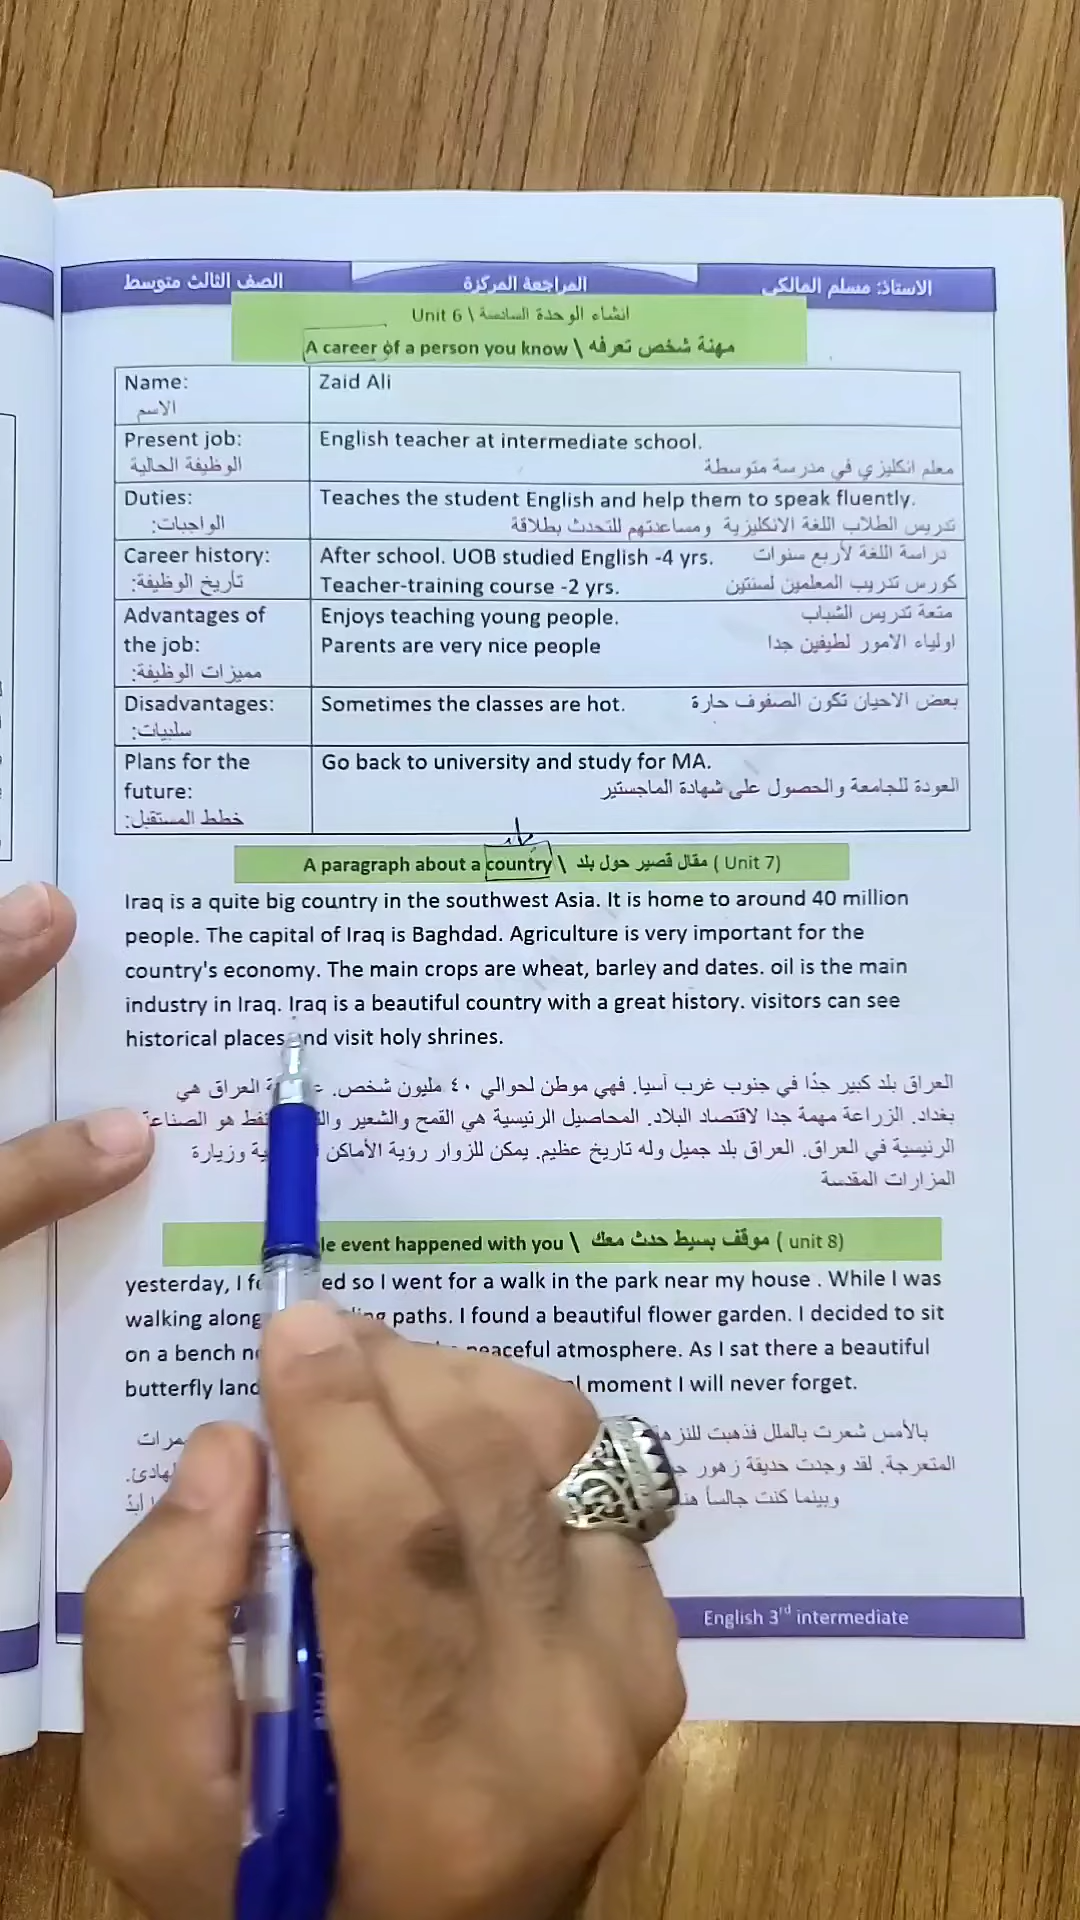 الصف الثالث متوسط المراجعة المركزة الاستاذ: مسلم المالكي
انشاء الوحدة السادسة \ Unit 6
A career of a person you know \ مهنة شخص تعرفه
Name: Zaid Ali
الاسم
Present job: English teacher at intermediate school.
الوظيفة الحالية معلم انكليزي في مدرسة متوسطة
Duties: Teaches the student English and help them to speak fluently.
الواجبات: تدريس الطلاب اللغة الانكليزية ومساعدتهم للتحدث بطلاقة
Career history: After school. UOB studied English -4 yrs. دراسة اللغة لأربع سنوات
تأريخ الوظيفة: Teacher-training course -2 yrs. كورس تدريب المعلمين لسنتين
Advantages of Enjoys teaching young people. متعة تدريس الشباب
the job: Parents are very nice people اولياء الامور لطيفين جدا
مميزات الوظيفة:
Disadvantages: Sometimes the classes are hot. بعض الاحيان تكون الصفوف حارة
سلبيات:
Plans for the Go back to university and study for MA.
future: العودة للجامعة والحصول على شهادة الماجستير
خطط المستقبل:
A paragraph about a country \ مقال قصير حول بلد ( Unit 7)
Iraq is a quite big country in the southwest Asia. It is home to around 40 million
people. The capital of Iraq is Baghdad. Agriculture is very important for the
country's economy. The main crops are wheat, barley and dates. oil is the main
industry in Iraq. Iraq is a beautiful country with a great history. visitors can see
historical places and visit holy shrines.
العراق بلد كبير جدًا في جنوب غرب آسيا. فهي موطن لحوالي ٤٠ مليون شخص. العراق هي
بغداد. الزراعة مهمة جدا لاقتصاد البلاد. المحاصيل الرئيسية هي القمح والشعير هو الصناعة
الرئيسية في العراق. العراق بلد جميل وله تاريخ عظيم. يمكن للزوار رؤية الأماكن وزيارة
المزارات المقدسة
event happened with you \ موقف بسيط حدث معك ( unit 8)
yesterday, I so I went for a walk in the park near my house . While I was
walking along paths. I found a beautiful flower garden. I decided to sit
on a bench peaceful atmosphere. As I sat there a beautiful
butterfly moment I will never forget.
بالأمس شعرت بالملل فذهبت للنزهة
المتعرجة. لقد وجدت حديقة زهور
وبينما كنت جالساً
7 English 3rd intermediate